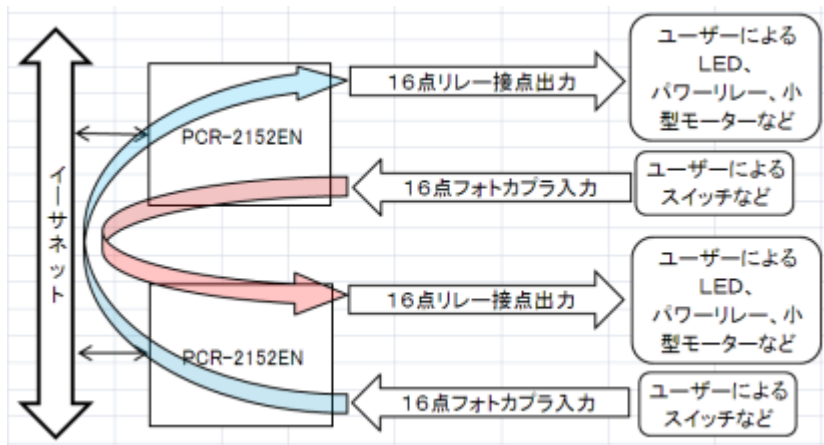 イーサネット
PCR-2152EN
16点リレー接点出力
ユーザーによる
LED、
パワーリレー、小
型モーターなど
16点フォトカプラ入力
ユーザーによる
スイッチなど
PCR-2152EN
16点リレー接点出力
ユーザーによる
LED、
パワーリレー、小
型モーターなど
16点フォトカプラ入力
ユーザーによる
スイッチなど